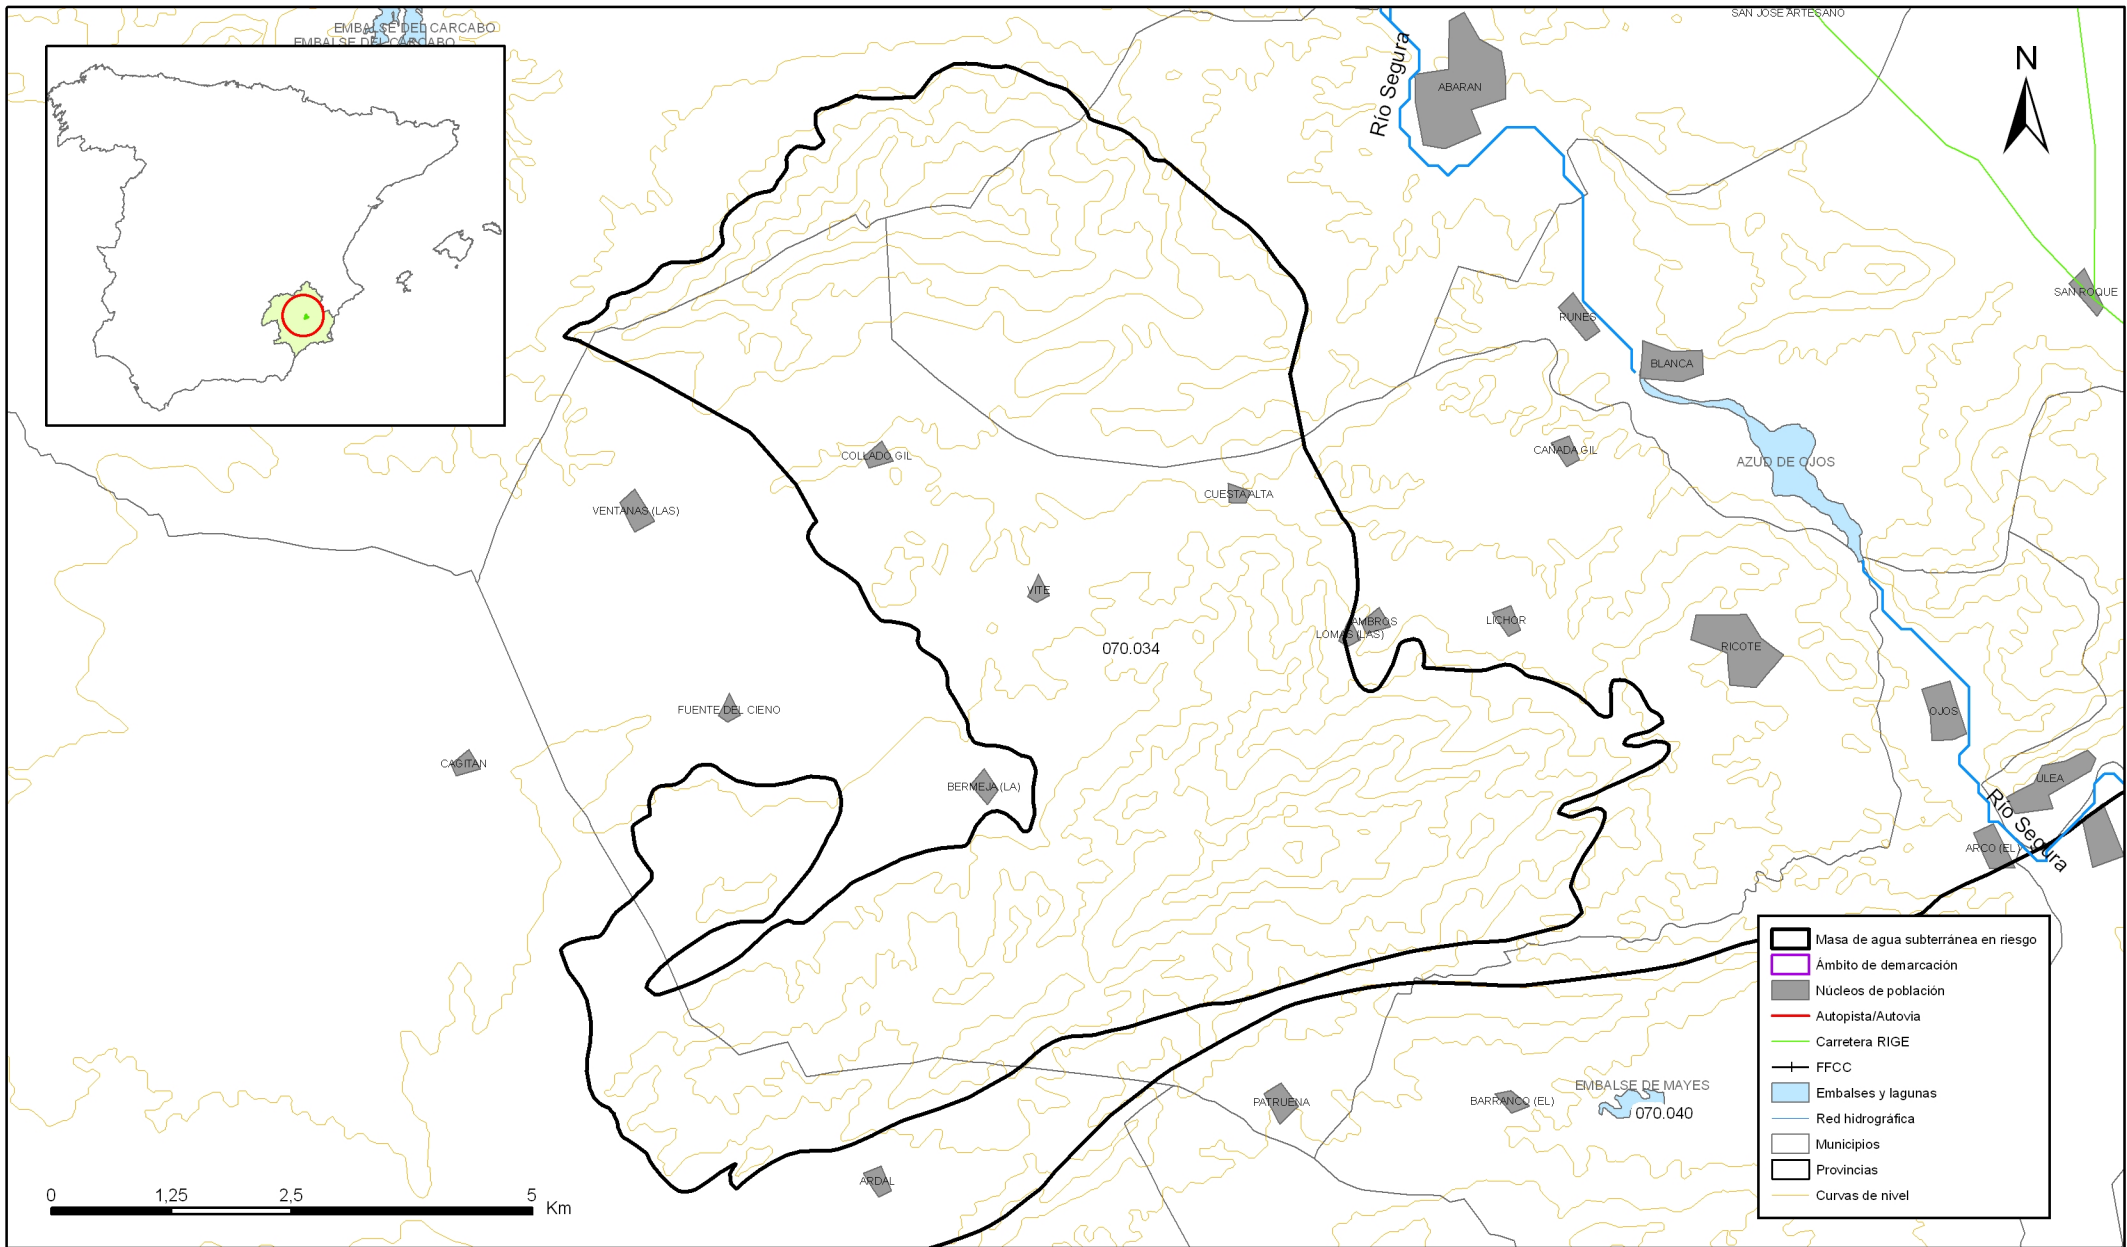 EMBALSE DEL CARCABO
EMBALSE DEL CARCABO
SAN JOSE ARTESANO
Río Segura
ABARAN
N
SAN ROQUE
RUNES
BLANCA
COLLADO GIL
CAÑADA GIL
AZUD DE OJOS
VENTANAS (LAS)
CUESTA ALTA
VITE
AMBROS
LOMAS (LAS)
LICHOR
RICOTE
070.034
FUENTE DEL CIENO
OJOS
CAGITAN
BERMEJA (LA)
ULEA
Río Segura
ARCO (EL)
EMBALSE DE MAYES
070.040
PATRUENA
BARRANCO (EL)
ARDAL
Masa de agua subterránea en riesgo
Ámbito de demarcación
Núcleos de población
Autopista/Autovia
Carretera RIGE
FFCC
Embalses y lagunas
Red hidrográfica
Municipios
Provincias
Curvas de nivel
0 1,25 2,5 5
Km